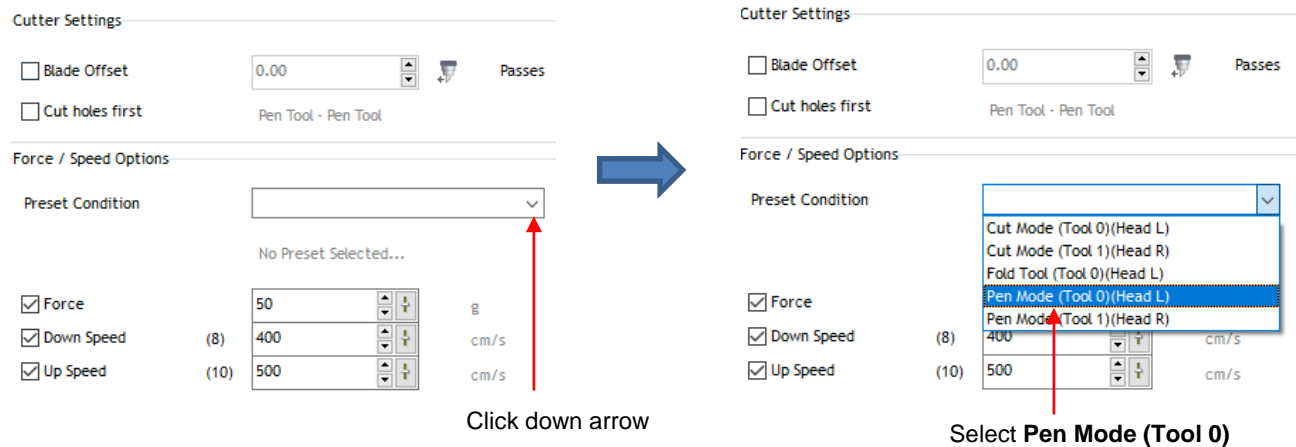 Cutter Settings
Blade Offset 0.00 Passes
Cut holes first Pen Tool - Pen Tool
Force / Speed Options
Preset Condition
No Preset Selected...
Force 50 g
Down Speed (8) 400 cm/s
Up Speed (10) 500 cm/s
Click down arrow
Cutter Settings
Blade Offset 0.00 Passes
Cut holes first Pen Tool - Pen Tool
Force / Speed Options
Preset Condition
Cut Mode (Tool 0)(Head L)
Cut Mode (Tool 1)(Head R)
Fold Tool (Tool 0)(Head L)
Pen Mode (Tool 0)(Head L)
Pen Mode (Tool 1)(Head R)
Force
Down Speed (8) 400 cm/s
Up Speed (10) 500 cm/s
Select Pen Mode (Tool 0)